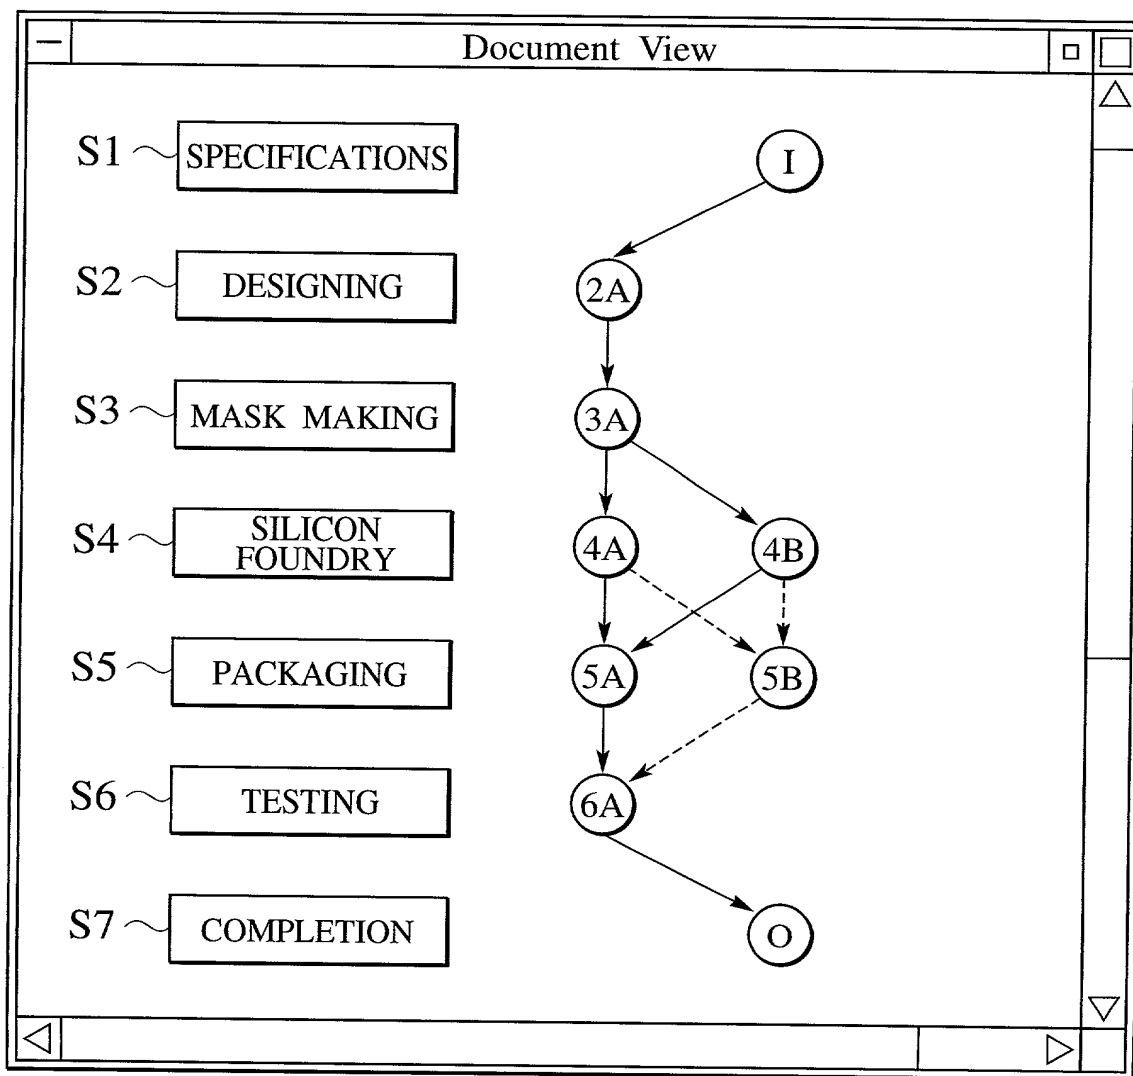 Document View
S1 SPECIFICATIONS I
S2 DESIGNING 2A
S3 MASK MAKING 3A
S4 SILICON FOUNDRY 4A 4B
S5 PACKAGING 5A 5B
S6 TESTING 6A
S7 COMPLETION O